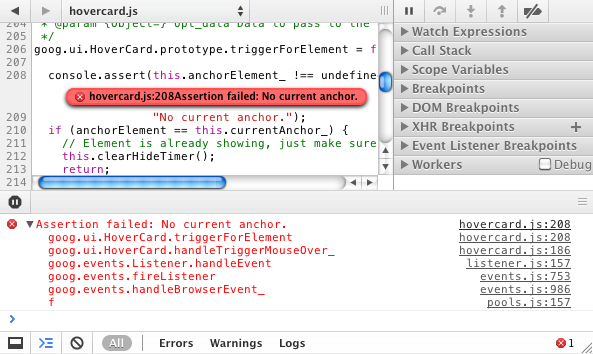 hovercard.js
204 * @param {Object=} opt_data Data to pass to the
205 */
206 goog.ui.HoverCard.prototype.triggerForElement = f
207
208 console.assert(this.anchorElement_ !== undefine
hovercard.js:208Assertion failed: No current anchor.
209 "No current anchor.");
210 if (anchorElement == this.currentAnchor_) {
211 // Element is already showing, just make sure
212 this.clearHideTimer();
213 return;
214
Watch Expressions
Call Stack
Scope Variables
Breakpoints
DOM Breakpoints
XHR Breakpoints +
Event Listener Breakpoints
Workers Debug
Assertion failed: No current anchor. hovercard.js:208
goog.ui.HoverCard.triggerForElement hovercard.js:208
goog.ui.HoverCard.handleTriggerMouseOver_ hovercard.js:186
goog.events.Listener.handleEvent listener.js:157
goog.events.fireListener events.js:753
goog.events.handleBrowserEvent_ events.js:986
f pools.js:157
>
All Errors Warnings Logs 1